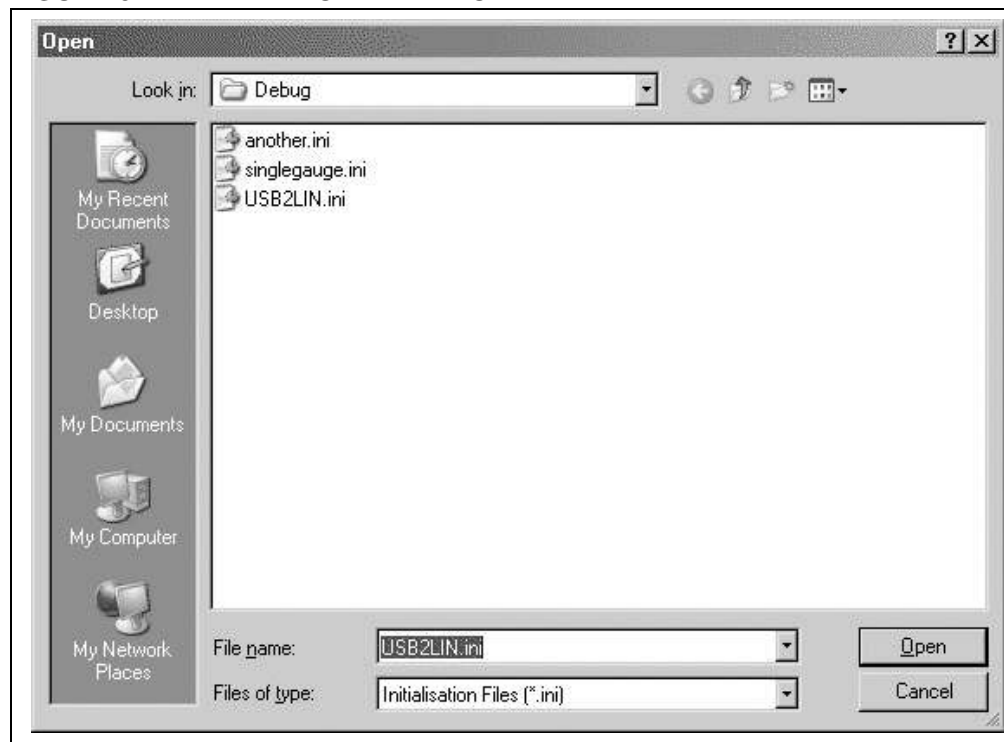 Open
Look in:
Debug
My Recent
Documents
Desktop
My Documents
My Computer
My Network
Places
another.ini
singlegauge.ini
USB2LIN.ini
File name:
USB2LIN.ini
Open
Files of type:
Initialisation Files (*.ini)
Cancel